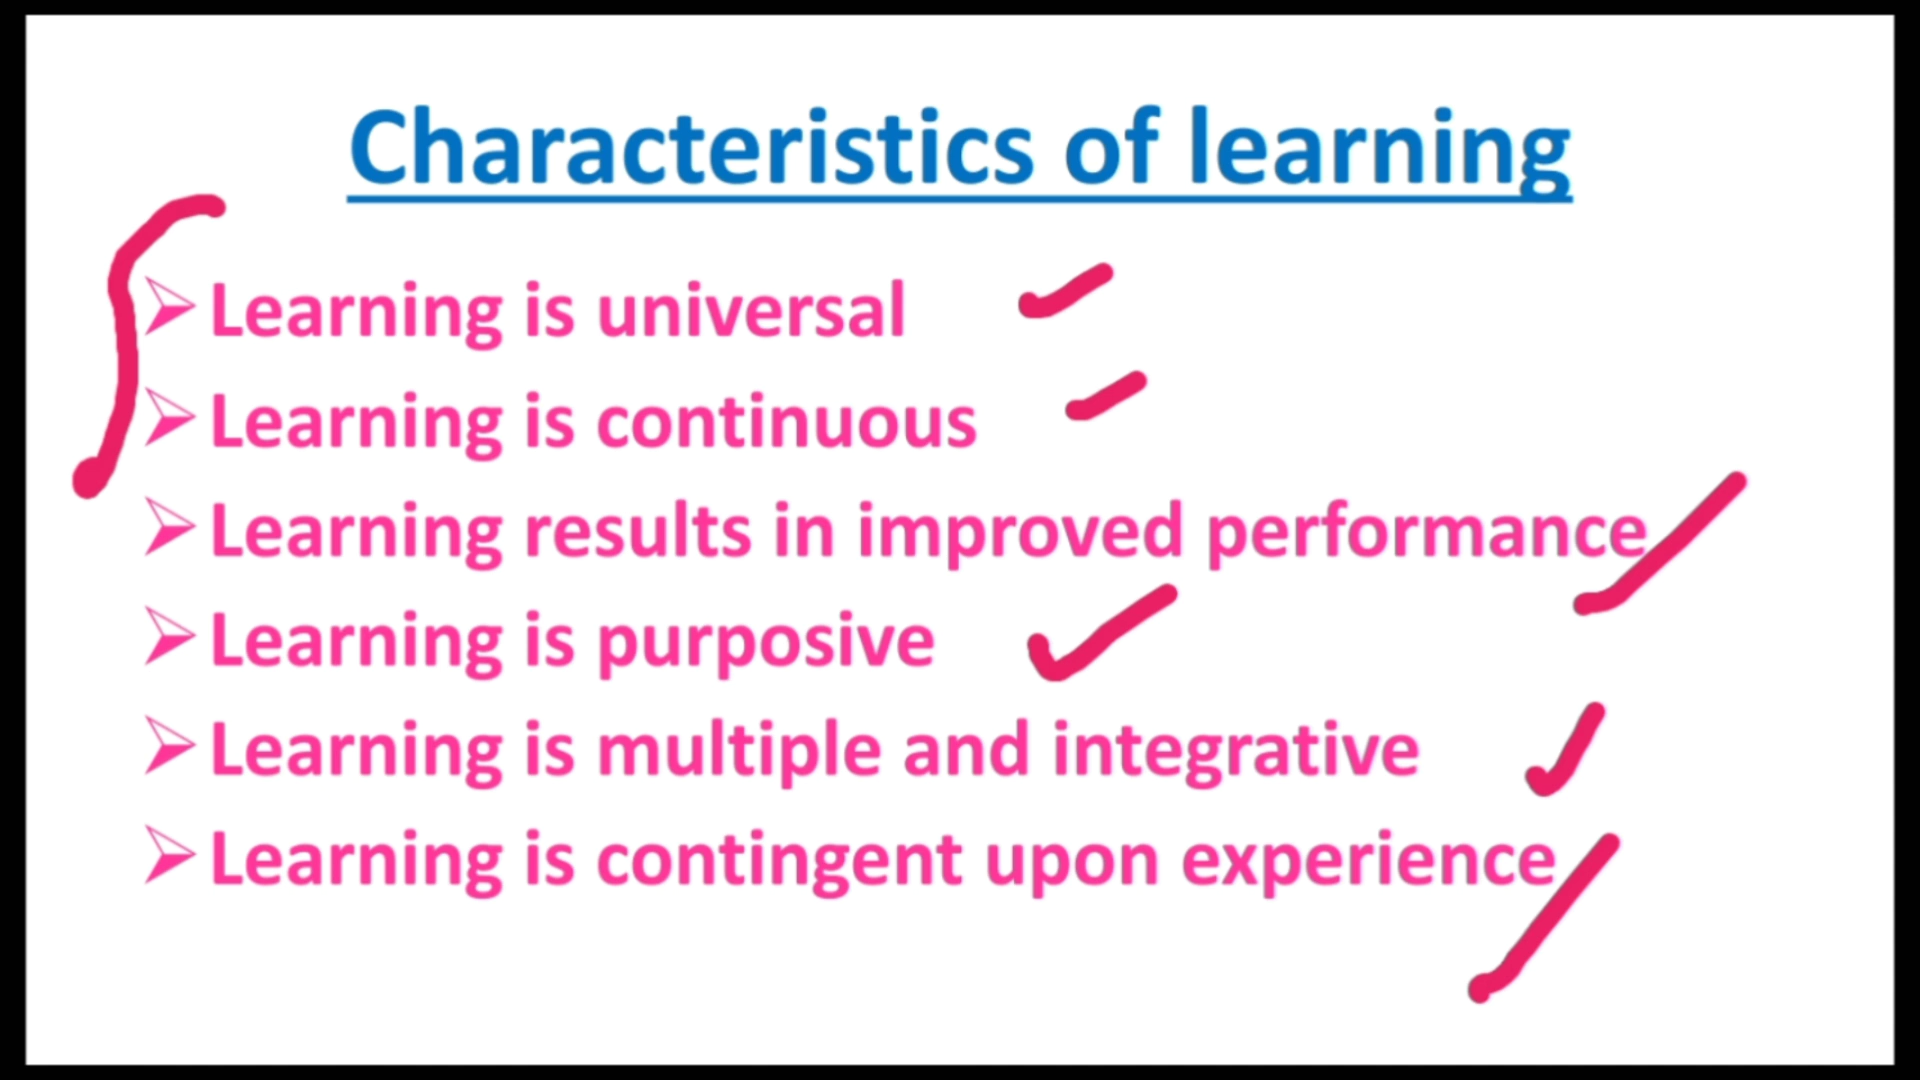 Characteristics of learning
Learning is universal
Learning is continuous
Learning results in improved performance
Learning is purposive
Learning is multiple and integrative
Learning is contingent upon experience